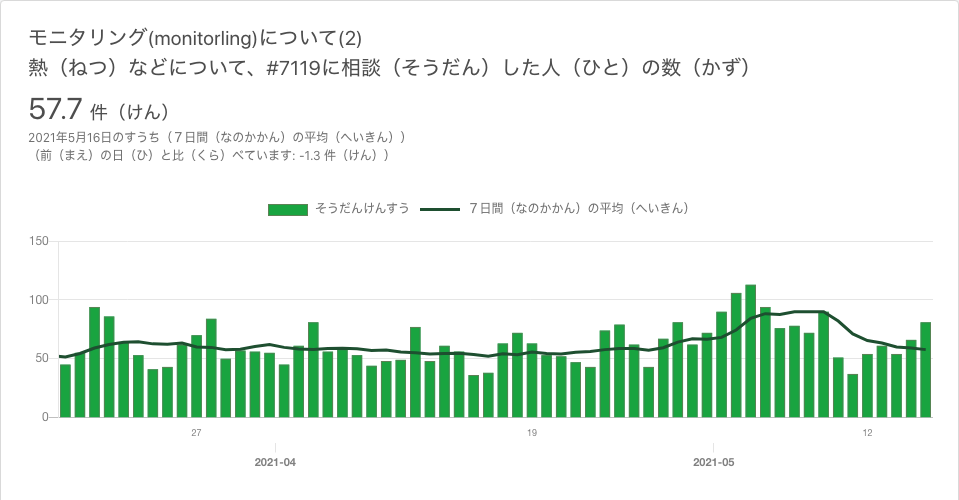 モニタリング(monitorling)について(2)
熱（ねつ）などについて、#7119に相談（そうだん）した人（ひと）の数（かず）
57.7 件（けん）
2021年5月16日のすうち（７日間（なのかかん）の平均（へいきん））
（前（まえ）の日（ひ）と比（くら）べています: -1.3 件（けん））
そうだんけんすう ７日間（なのかかん）の平均（へいきん）
150
100
50
0
27 19 12
2021-04 2021-05